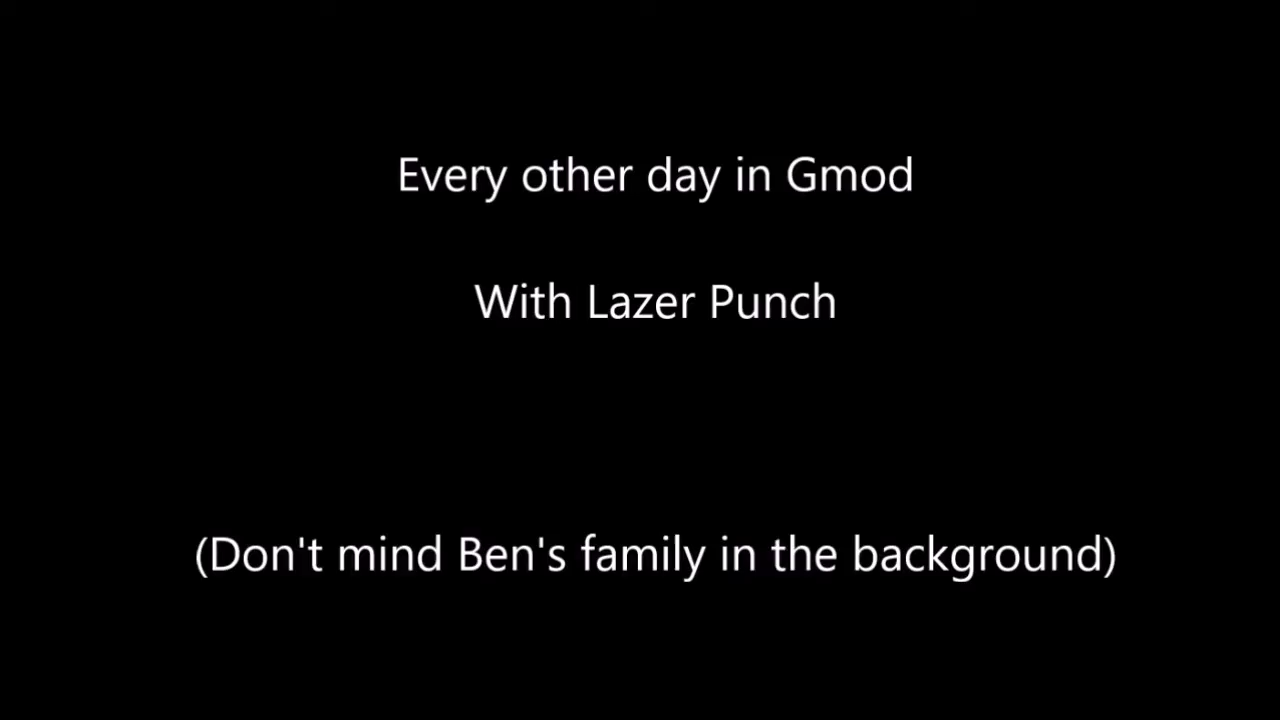 Every other day in Gmod
With Lazer Punch
(Don't mind Ben's family in the background)